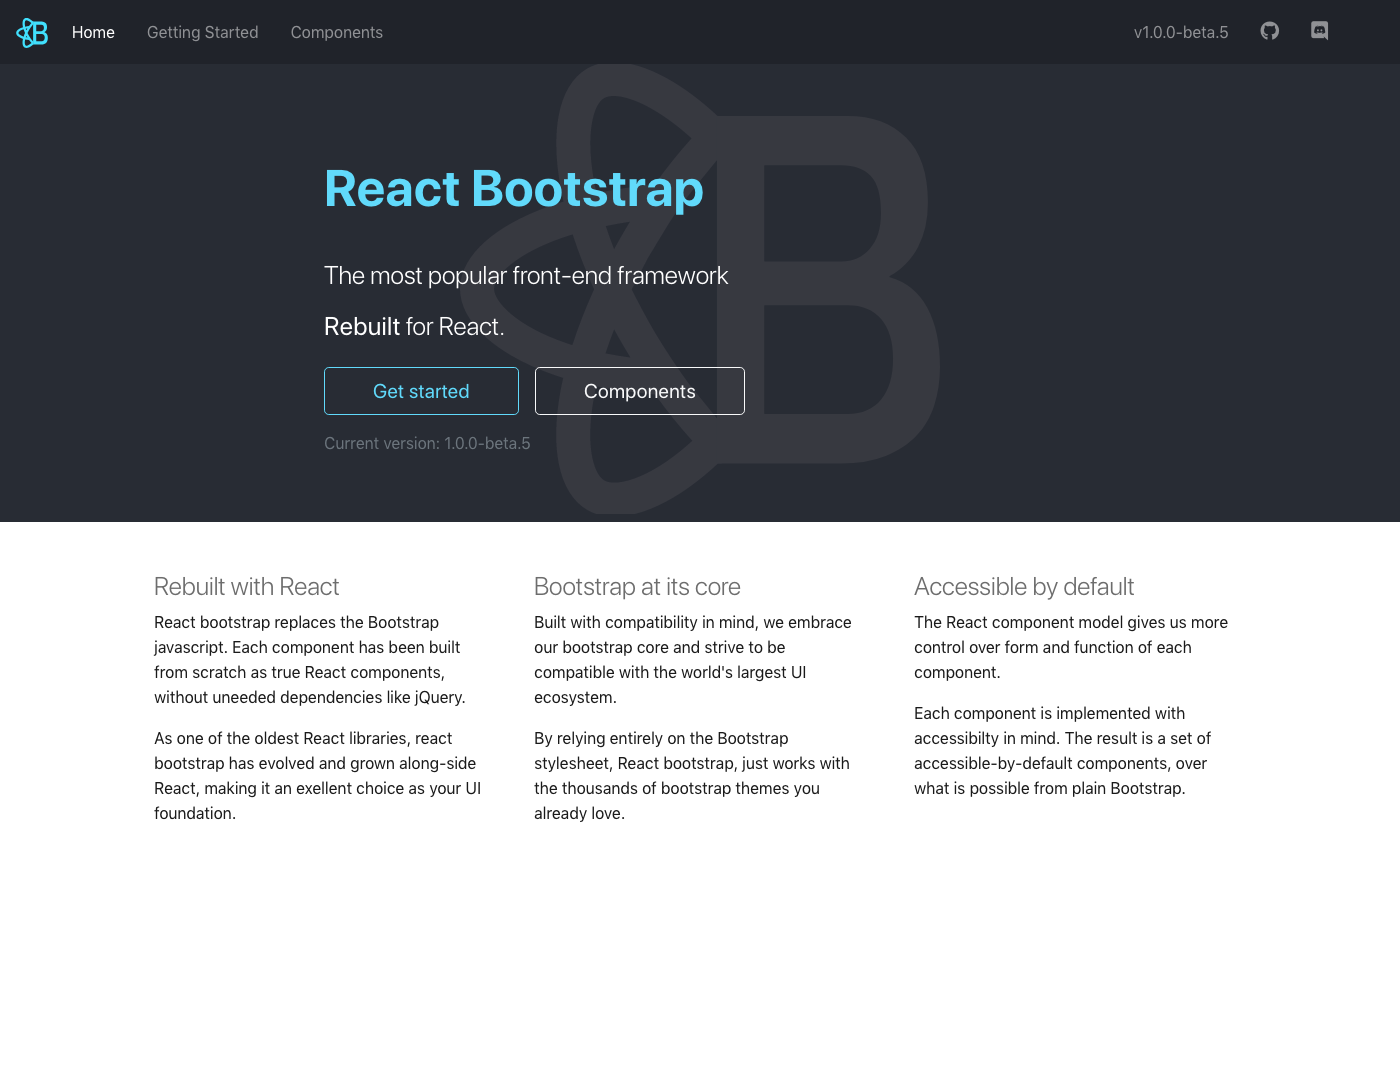 Home
Getting Started
Components
v1.0.0-beta.5
React Bootstrap
The most popular front-end framework
Rebuilt for React.
Get started
Components
Current version: 1.0.0-beta.5
Rebuilt with React
React bootstrap replaces the Bootstrap
javascript. Each component has been built
from scratch as true React components,
without uneeded dependencies like jQuery.
As one of the oldest React libraries, react
bootstrap has evolved and grown along-side
React, making it an exellent choice as your UI
foundation.
Bootstrap at its core
Built with compatibility in mind, we embrace
our bootstrap core and strive to be
compatible with the world's largest UI
ecosystem.
By relying entirely on the Bootstrap
stylesheet, React bootstrap, just works with
the thousands of bootstrap themes you
already love.
Accessible by default
The React component model gives us more
control over form and function of each
component.
Each component is implemented with
accessibilty in mind. The result is a set of
accessible-by-default components, over
what is possible from plain Bootstrap.